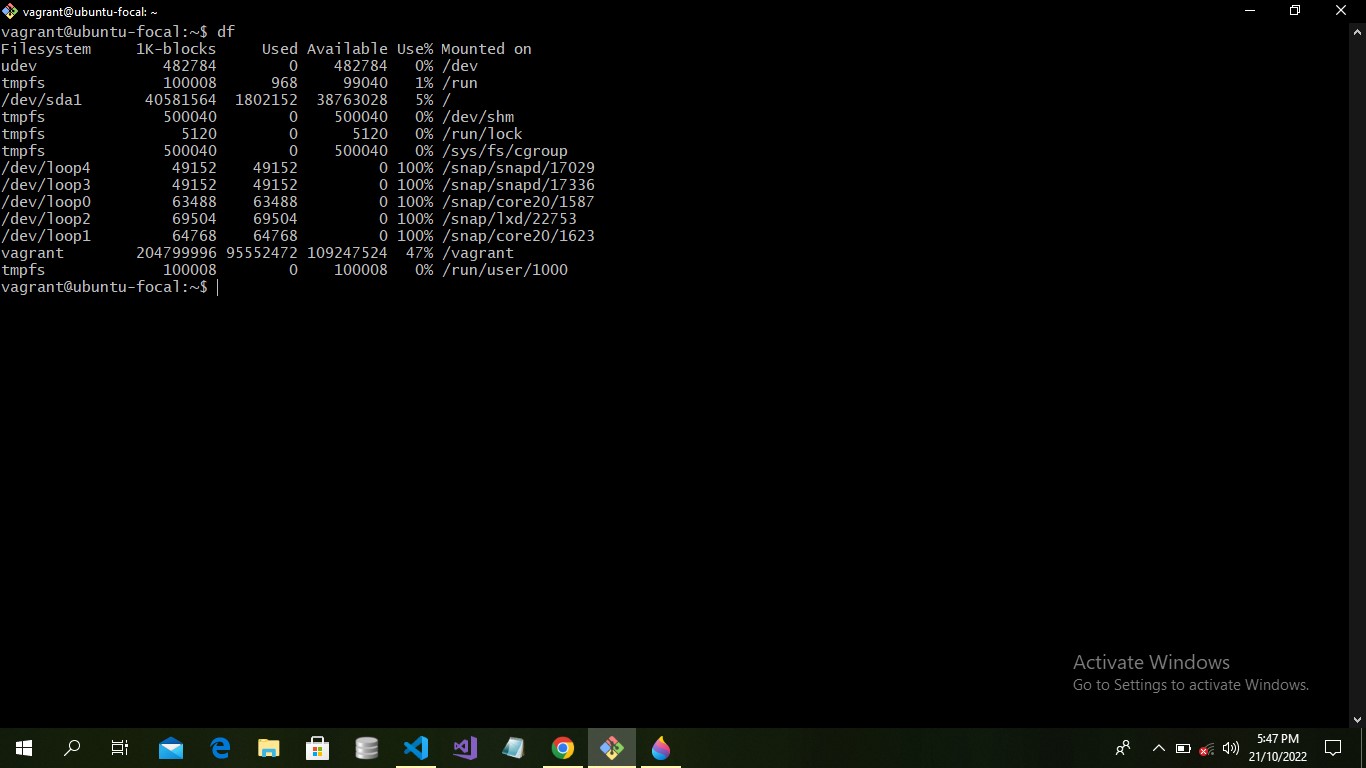 vagrant@ubuntu-focal: ~
vagrant@ubuntu-focal:~$ df
Filesystem     1K-blocks     Used Available Use% Mounted on
udev              482784        0    482784   0% /dev
tmpfs             100008      968     99040   1% /run
/dev/sda1       40581564  1802152  38763028   5% /
tmpfs             500040        0    500040   0% /dev/shm
tmpfs               5120        0      5120   0% /run/lock
tmpfs             500040        0    500040   0% /sys/fs/cgroup
/dev/loop4         49152    49152         0 100% /snap/snapd/17029
/dev/loop3         49152    49152         0 100% /snap/snapd/17336
/dev/loop0         63488    63488         0 100% /snap/core20/1587
/dev/loop2         69504    69504         0 100% /snap/lxd/22753
/dev/loop1         64768    64768         0 100% /snap/core20/1623
vagrant        204799996 95552472 109247524  47% /vagrant
tmpfs             100008        0    100008   0% /run/user/1000
vagrant@ubuntu-focal:~$
Activate Windows
Go to Settings to activate Windows.
5:47 PM
21/10/2022